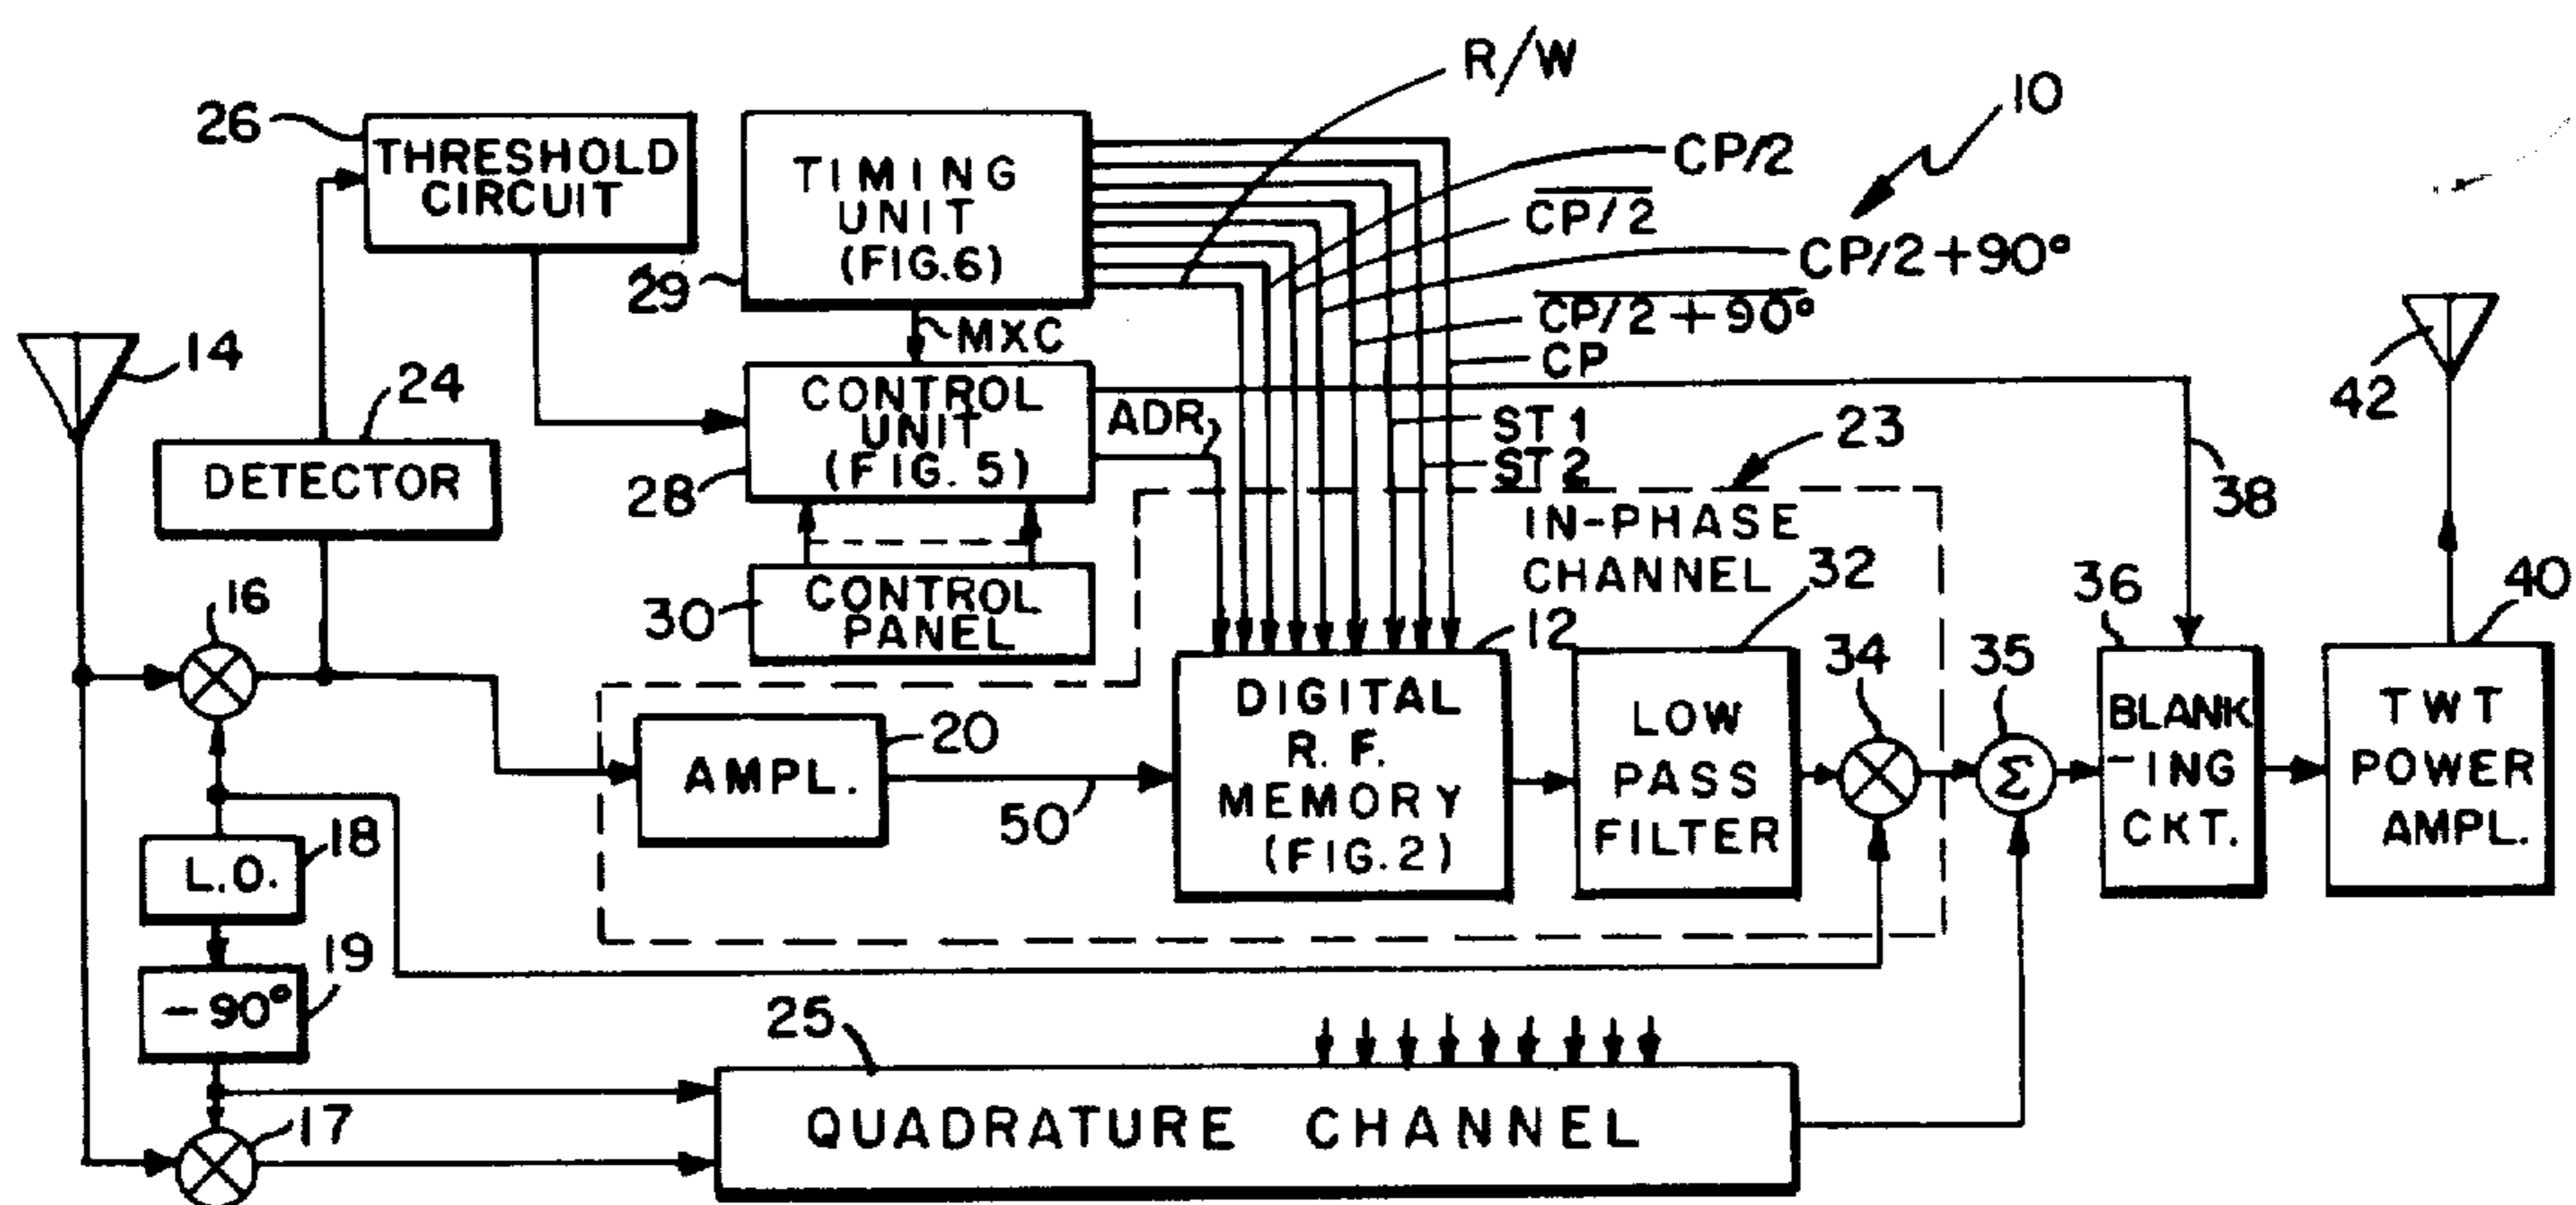 R/W
10
26
THRESHOLD
CIRCUIT
TIMING
UNIT
(FIG.6)
29
CP/2
C̅P̅/̅2̅
CP/2+90°
C̅P̅/̅2̅+̅9̅0̅°̅
CP
MXC
14
24
DETECTOR
CONTROL
UNIT
(FIG. 5)
28
ADR
ST 1
ST 2
23
42
38
IN-PHASE
CHANNEL
30
CONTROL
PANEL
16
12
32
34
35
36
40
AMPL.
20
50
DIGITAL
R. F.
MEMORY
(FIG.2)
LOW
PASS
FILTER
Σ
BLANK
-ING
CKT.
TWT
POWER
AMPL.
L.O.
18
-90°
19
25
17
QUADRATURE CHANNEL